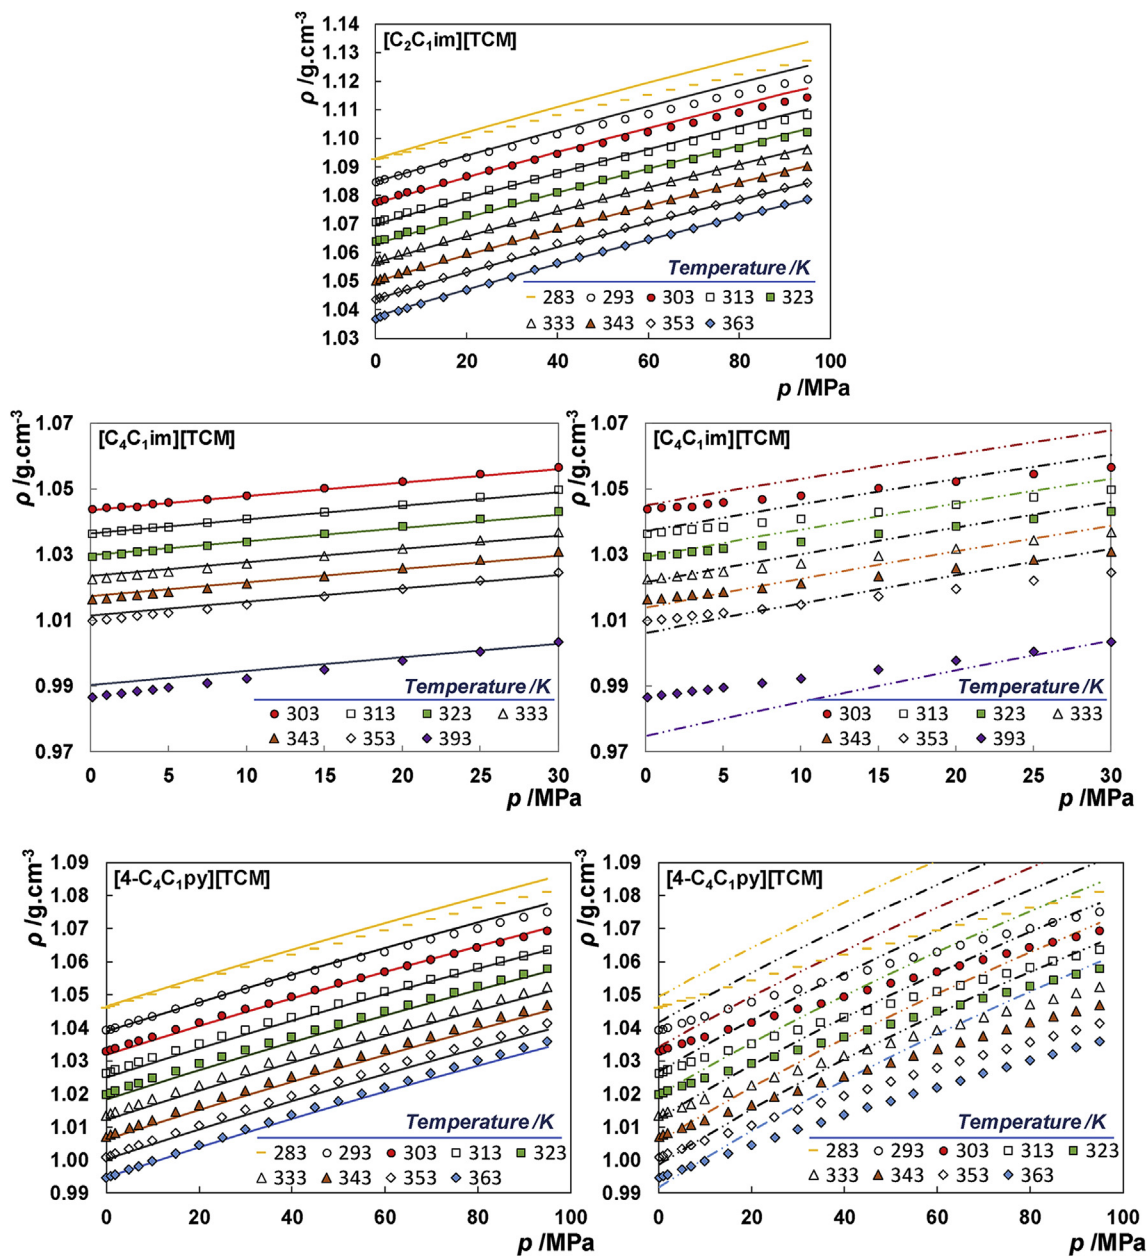 [C₂C₁im][TCM]
ρ /g.cm⁻³
1.14
1.13
1.12
1.11
1.10
1.09
1.08
1.07
1.06
1.05
1.04
1.03
Temperature /K
283 293 303 313 323
333 343 353 363
0 20 40 60 80 100
p /MPa
[C₄C₁im][TCM]
ρ /g.cm⁻³
1.07
1.05
1.03
1.01
0.99
0.97
Temperature /K
303 313 323 333
343 353 393
0 5 10 15 20 25 30
p /MPa
[C₄C₁im][TCM]
ρ /g.cm⁻³
1.07
1.05
1.03
1.01
0.99
0.97
Temperature /K
303 313 323 333
343 353 393
0 5 10 15 20 25 30
p /MPa
[4-C₄C₁py][TCM]
ρ /g.cm⁻³
1.09
1.08
1.07
1.06
1.05
1.04
1.03
1.02
1.01
1.00
0.99
Temperature /K
283 293 303 313 323
333 343 353 363
0 20 40 60 80 100
p /MPa
[4-C₄C₁py][TCM]
ρ /g.cm⁻³
1.09
1.08
1.07
1.06
1.05
1.04
1.03
1.02
1.01
1.00
0.99
Temperature /K
283 293 303 313 323
333 343 353 363
0 20 40 60 80 100
p /MPa